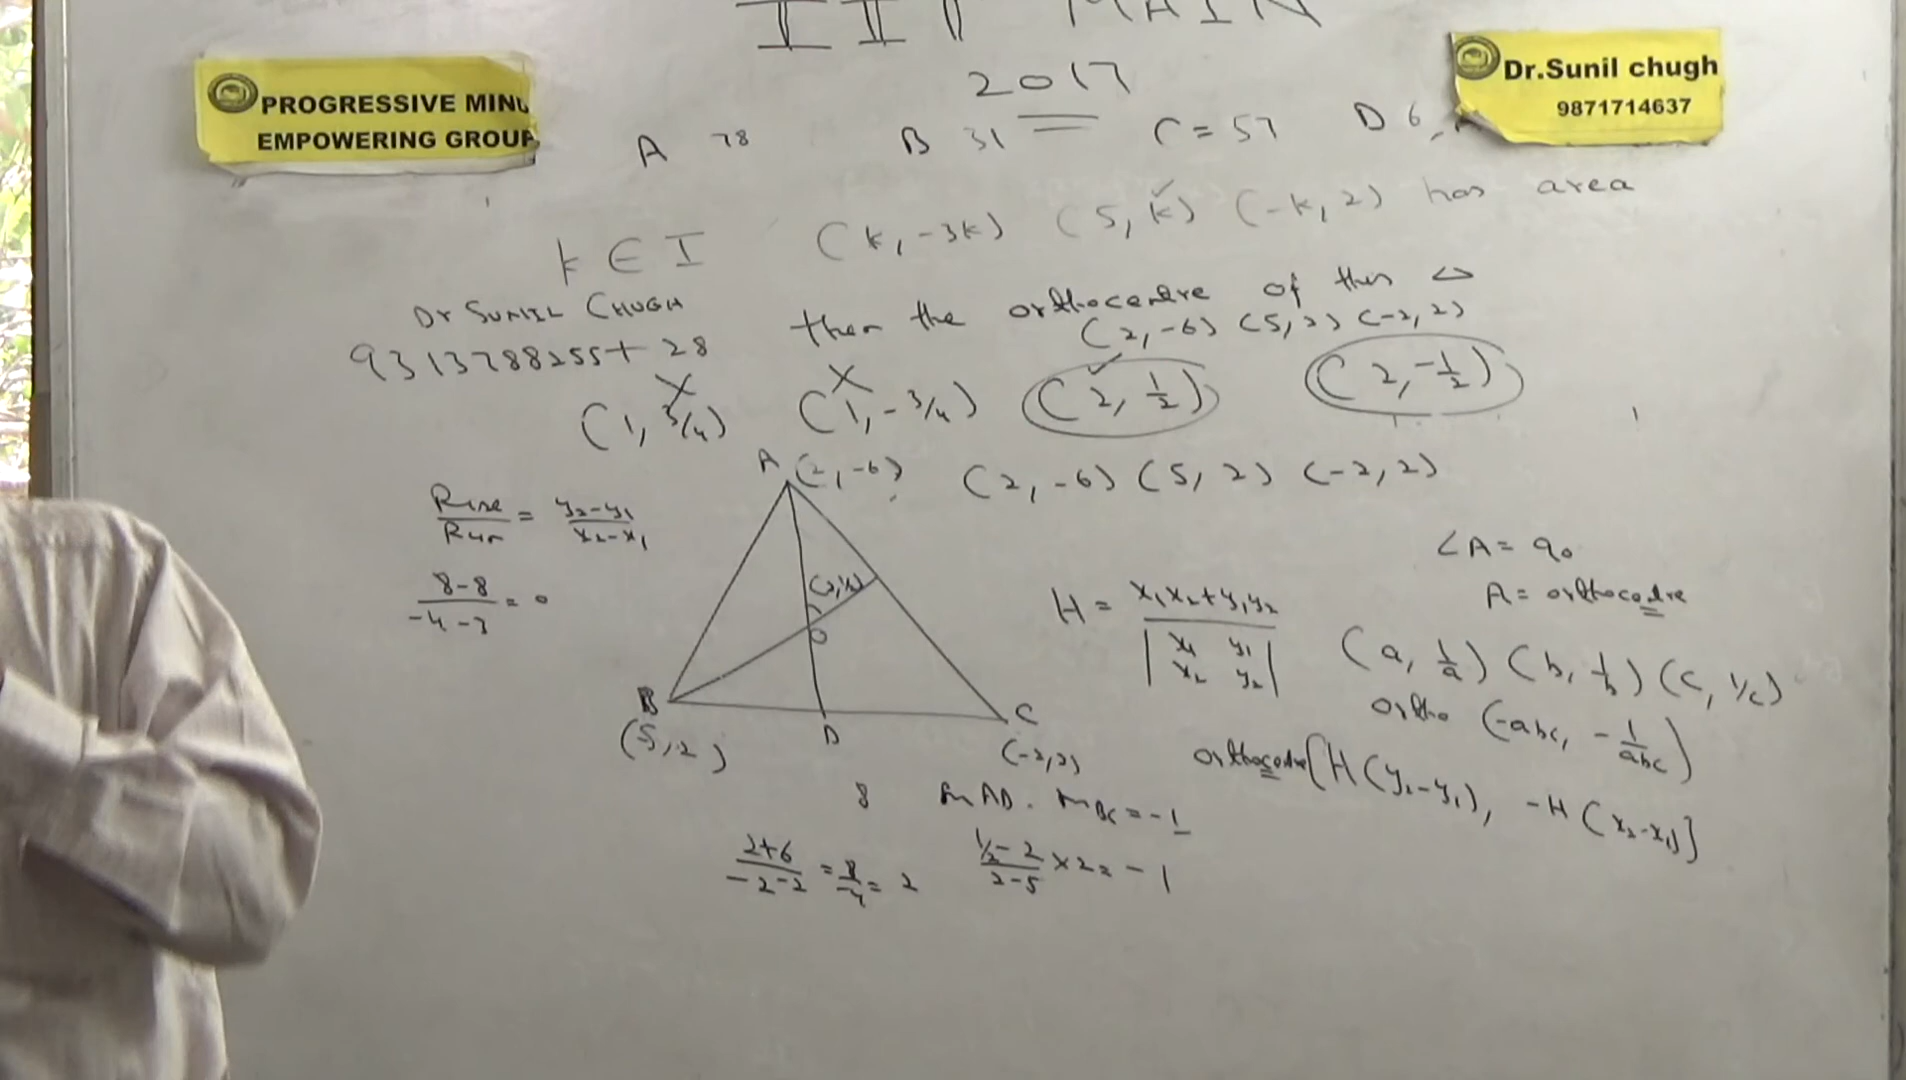 IIT MAIN
2017
PROGRESSIVE MIND
EMPOWERING GROUP
Dr.Sunil chugh
9871714637
A 78 B 31 C = 57 D 6
k ∈ I (k, -3k) (5, k) (-k, 2) has area
Dr SUNIL CHUGH
9313788255 + 28
then the orthocentre of this Δ
(2, -6) (5, 2) (-2, 2)
(1, 3/4) (1, -3/4) (2, 1/2) (2, -1/2)
A (2, -6) (2, -6) (5, 2) (-2, 2)
Rise/Run = y₂-y₁/x₂-x₁
8-8/-4-3 = 0
(2, 1/2)
O
B
(5, 2)
D
C
(-2, 2)
∠A = 90
A = orthocentre
H = x₁x₂+y₁y₂ / |x₁ y₁ x₂ y₂|
(a, 1/a) (b, 1/b) (c, 1/c)
ortho (-abc, -1/abc)
orthocentre [H(y₂-y₁), -H(x₂-x₁)]
8 m AD . m BC = -1
2+6/-2-2 = 8/-4 = 2
1/2-2/2-5 × 2 = -1